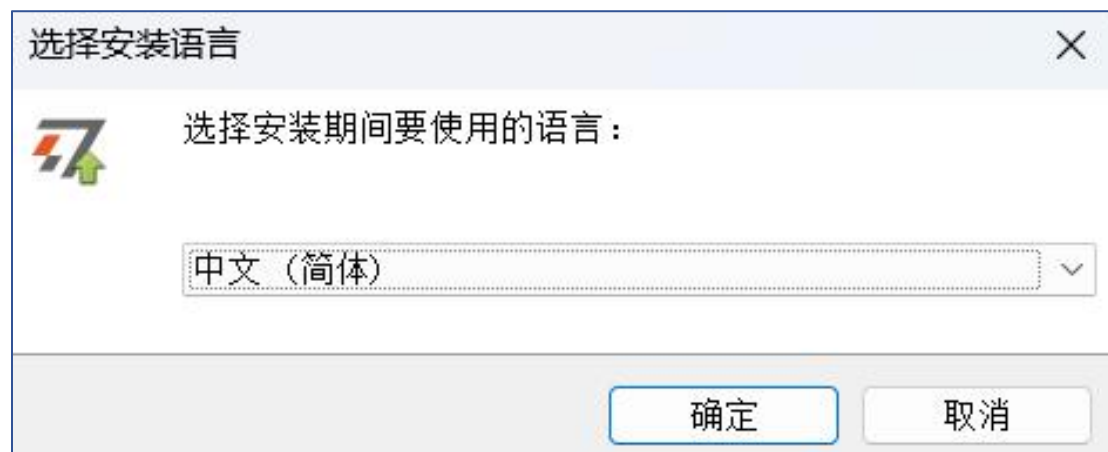 选择安装语言
选择安装期间要使用的语言：
中文（简体）
确定
取消